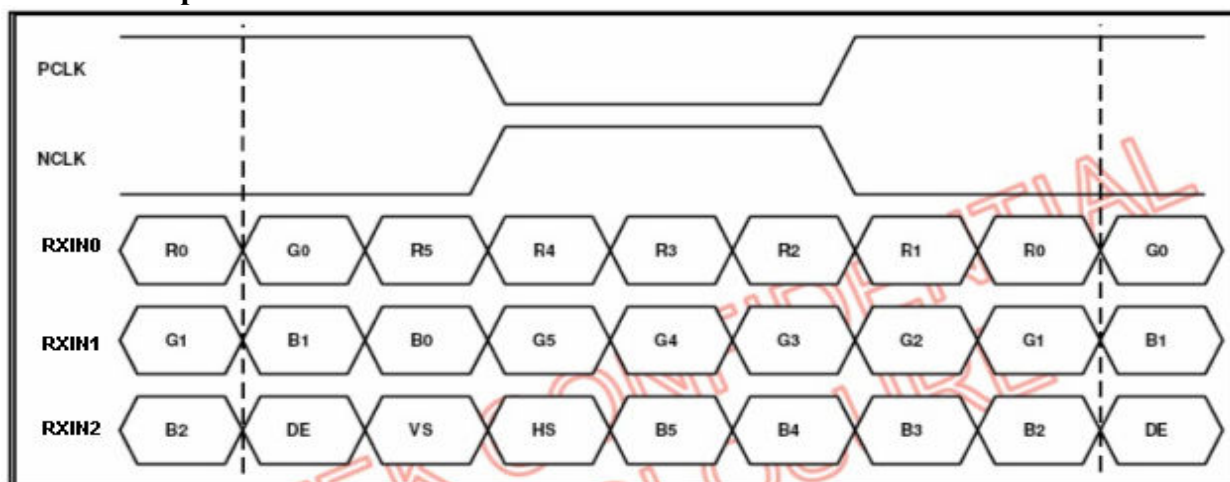 PCLK
NCLK
RXIN0 R0 G0 R5 R4 R3 R2 R1 R0 G0
RXIN1 G1 B1 B0 G5 G4 G3 G2 G1 B1
RXIN2 B2 DE VS HS B5 B4 B3 B2 DE
CONFIDENTIAL